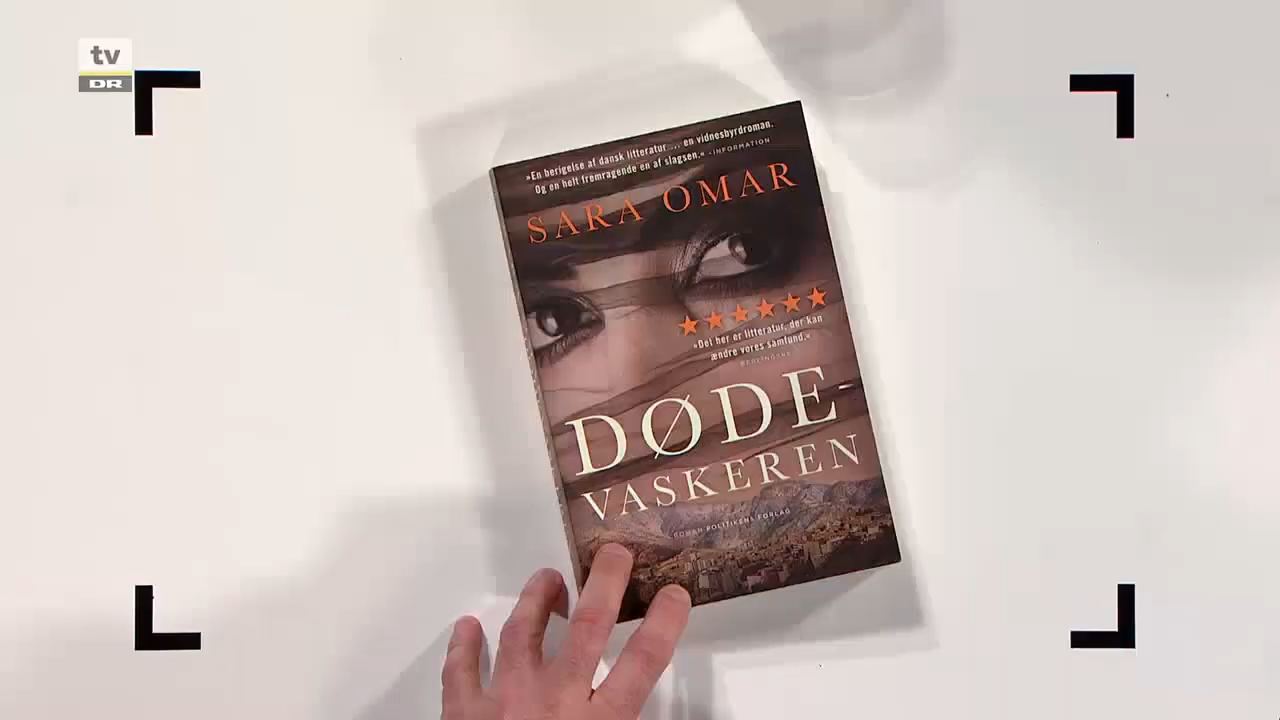 tv
DR
»En berigelse af dansk litteratur ... en vidnesbyrdroman.
Og en helt fremragende en af slagsen.« -INFORMATION
SARA OMAR
»Det her er litteratur, der kan
ændre vores samfund.«
BERLINGSKE
DØDE-
VASKEREN
ROMAN POLITIKENS FORLAG